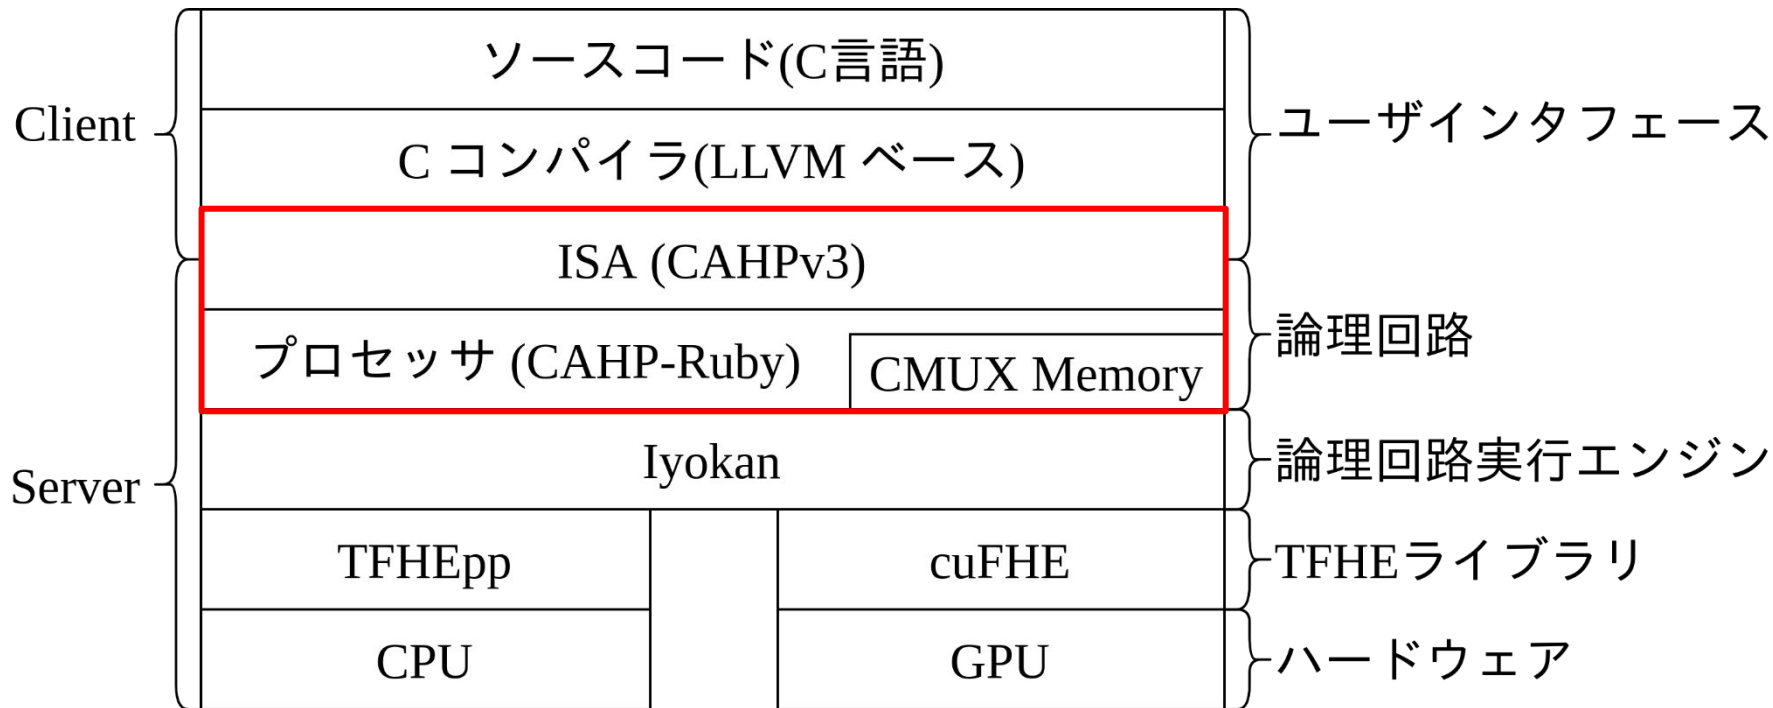 ソースコード(C言語)
Client
ユーザインタフェース
C コンパイラ(LLVM ベース)
ISA (CAHPv3)
論理回路
プロセッサ (CAHP-Ruby)
CMUX Memory
Iyokan
論理回路実行エンジン
Server
TFHEpp
cuFHE
TFHEライブラリ
CPU
GPU
ハードウェア